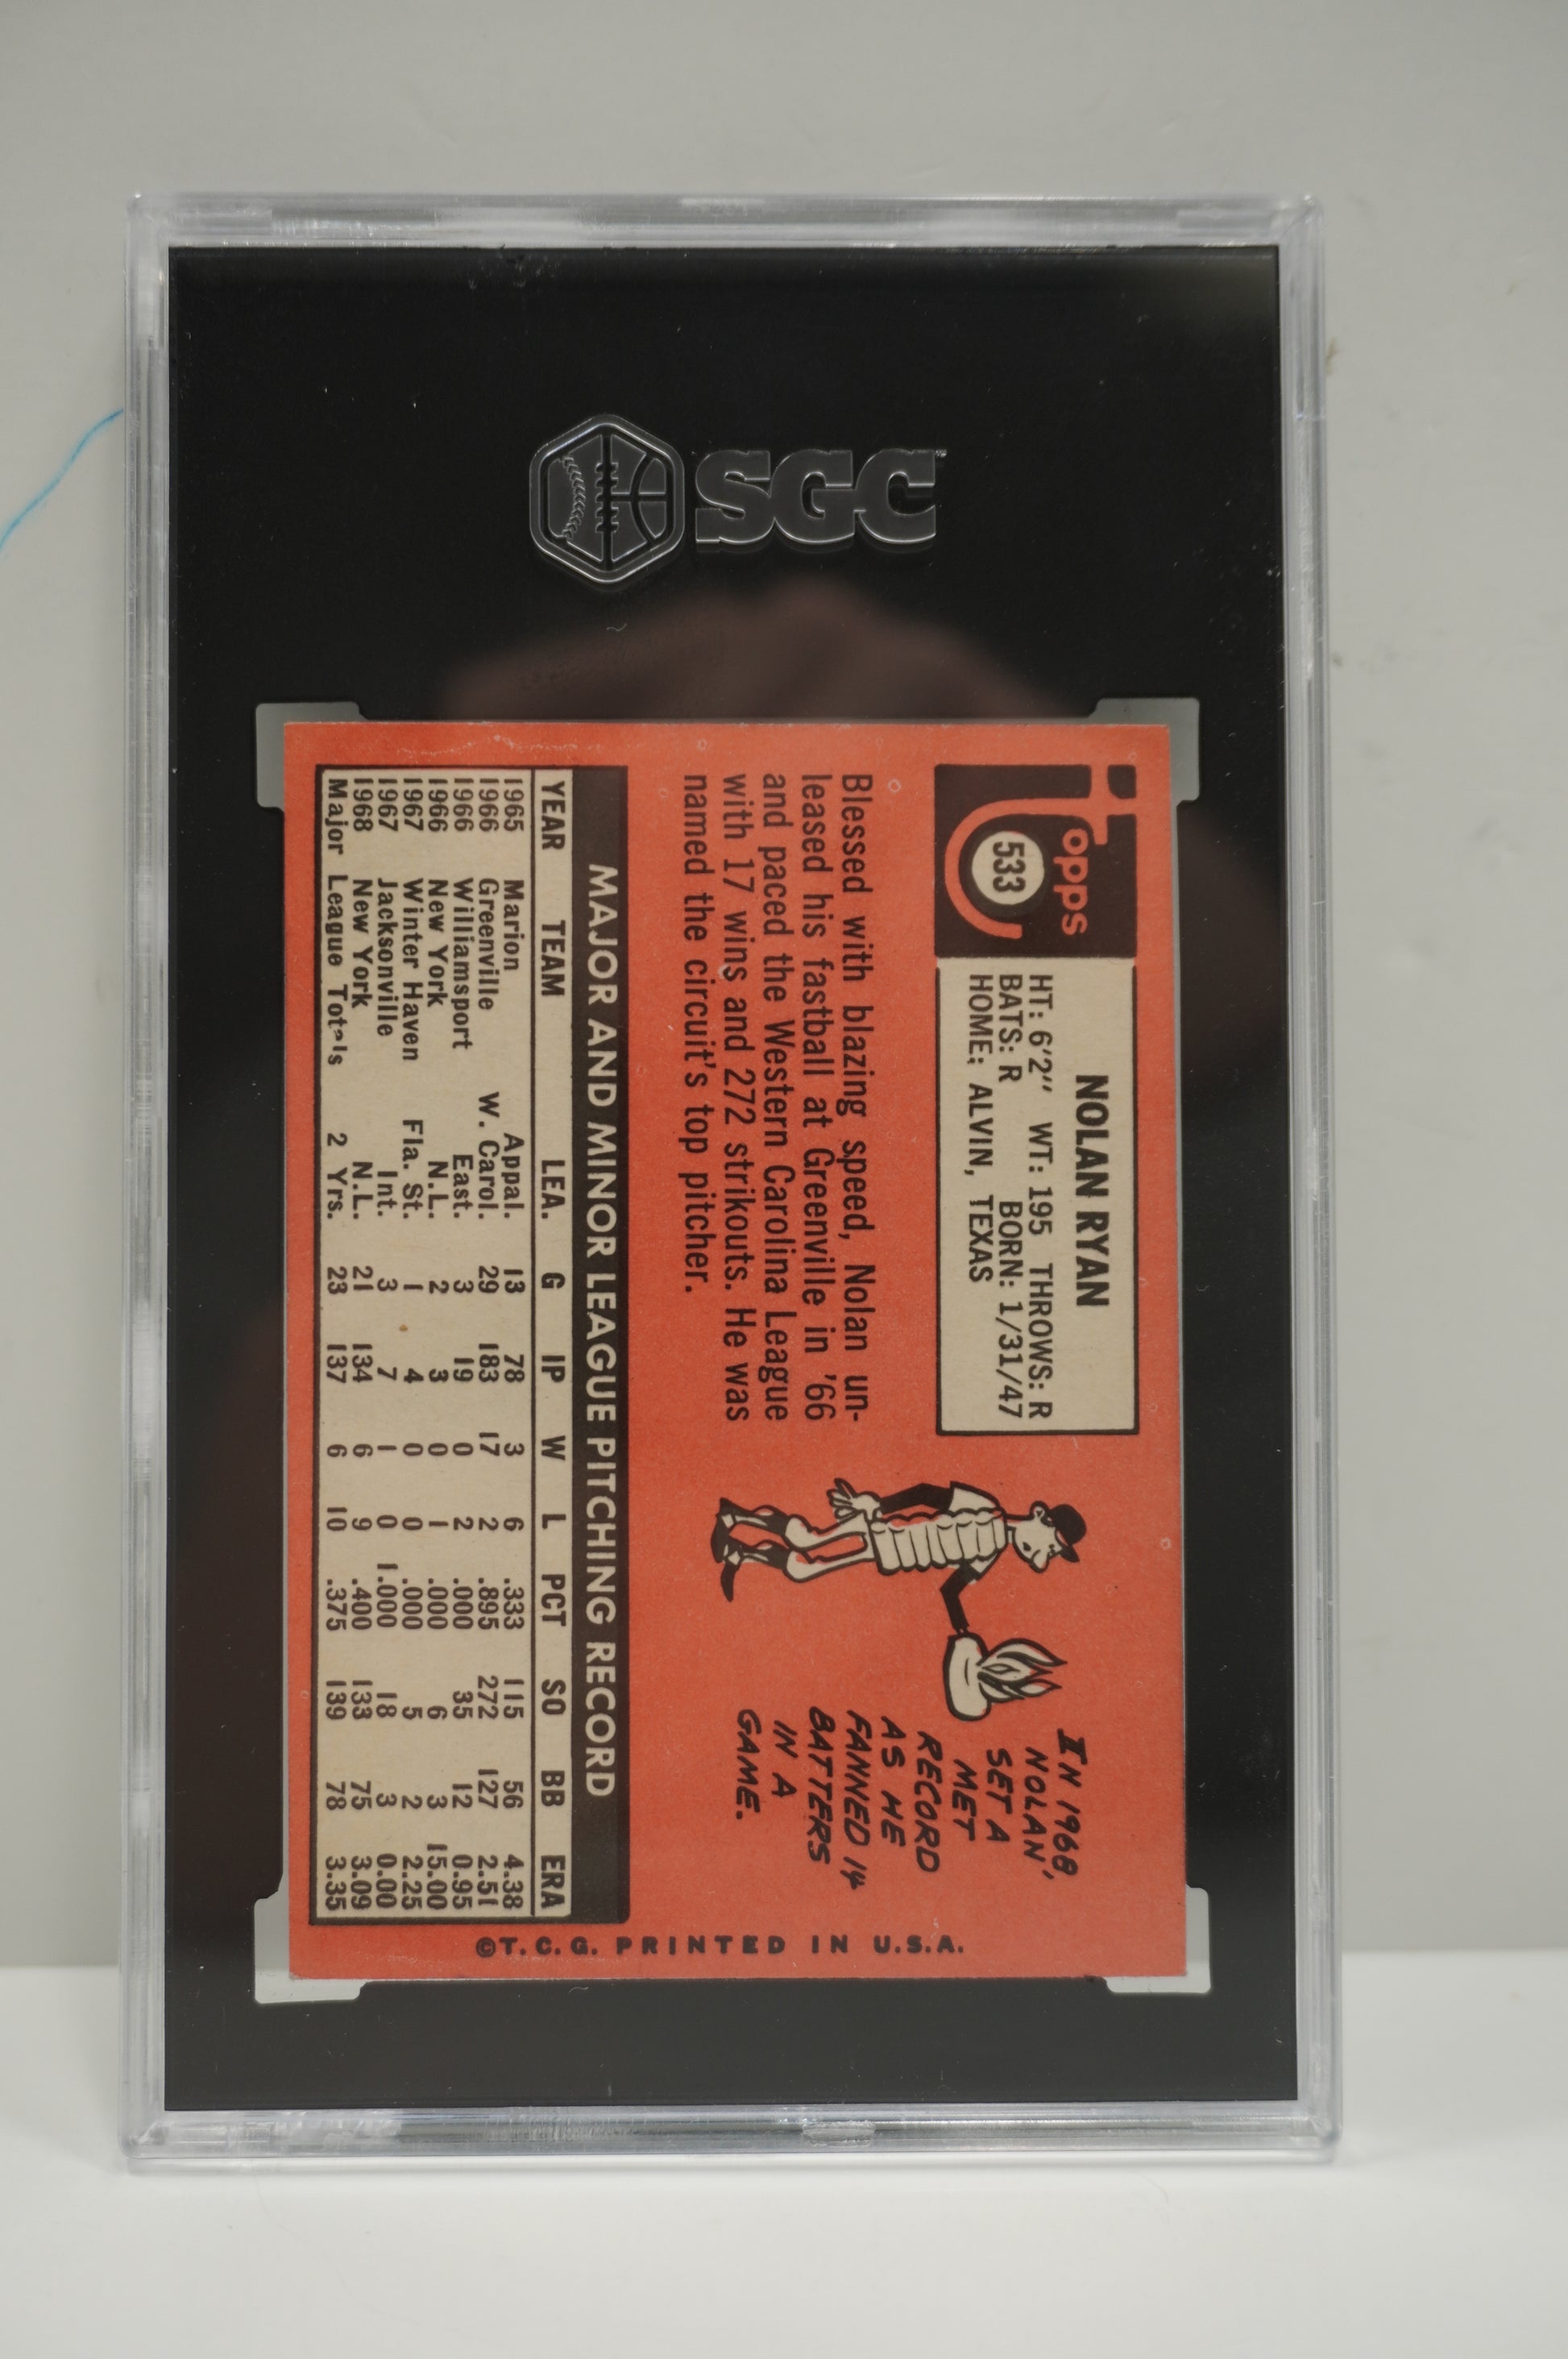 SGC
Topps
533
NOLAN RYAN
HT: 6'2" WT: 195 THROWS: R
BATS: R BORN: 1/31/47
HOME: ALVIN, TEXAS
Blessed with blazing speed, Nolan un-
leased his fastball at Greenville in '66
and paced the Western Carolina League
with 17 wins and 272 strikouts. He was
named the circuit's top pitcher.
IN 1968,
NOLAN,
SET A
MET
RECORD
AS HE
FANNED 14
BATTERS
IN A
GAME.
MAJOR AND MINOR LEAGUE PITCHING RECORD
YEAR TEAM LEA. G IP W L PCT SO BB ERA
1965 Marion Appal. 13 78 3 6 .333 115 56 4.38
1966 Greenville W. Carol. 29 183 17 2 .895 272 127 2.51
1966 Williamsport East. 3 19 0 2 .000 35 12 0.95
1966 New York N.L. 2 3 0 1 .000 6 3 15.00
1967 Winter Haven Fla. St. 1 4 0 0 .000 5 2 2.25
1967 Jacksonville Int. 3 7 1 0 1.000 18 3 0.00
1968 New York N.L. 21 134 6 9 .400 133 75 3.09
Major League Totals 2 Yrs. 23 137 6 10 .375 139 78 3.35
©T.C.G. PRINTED IN U.S.A.